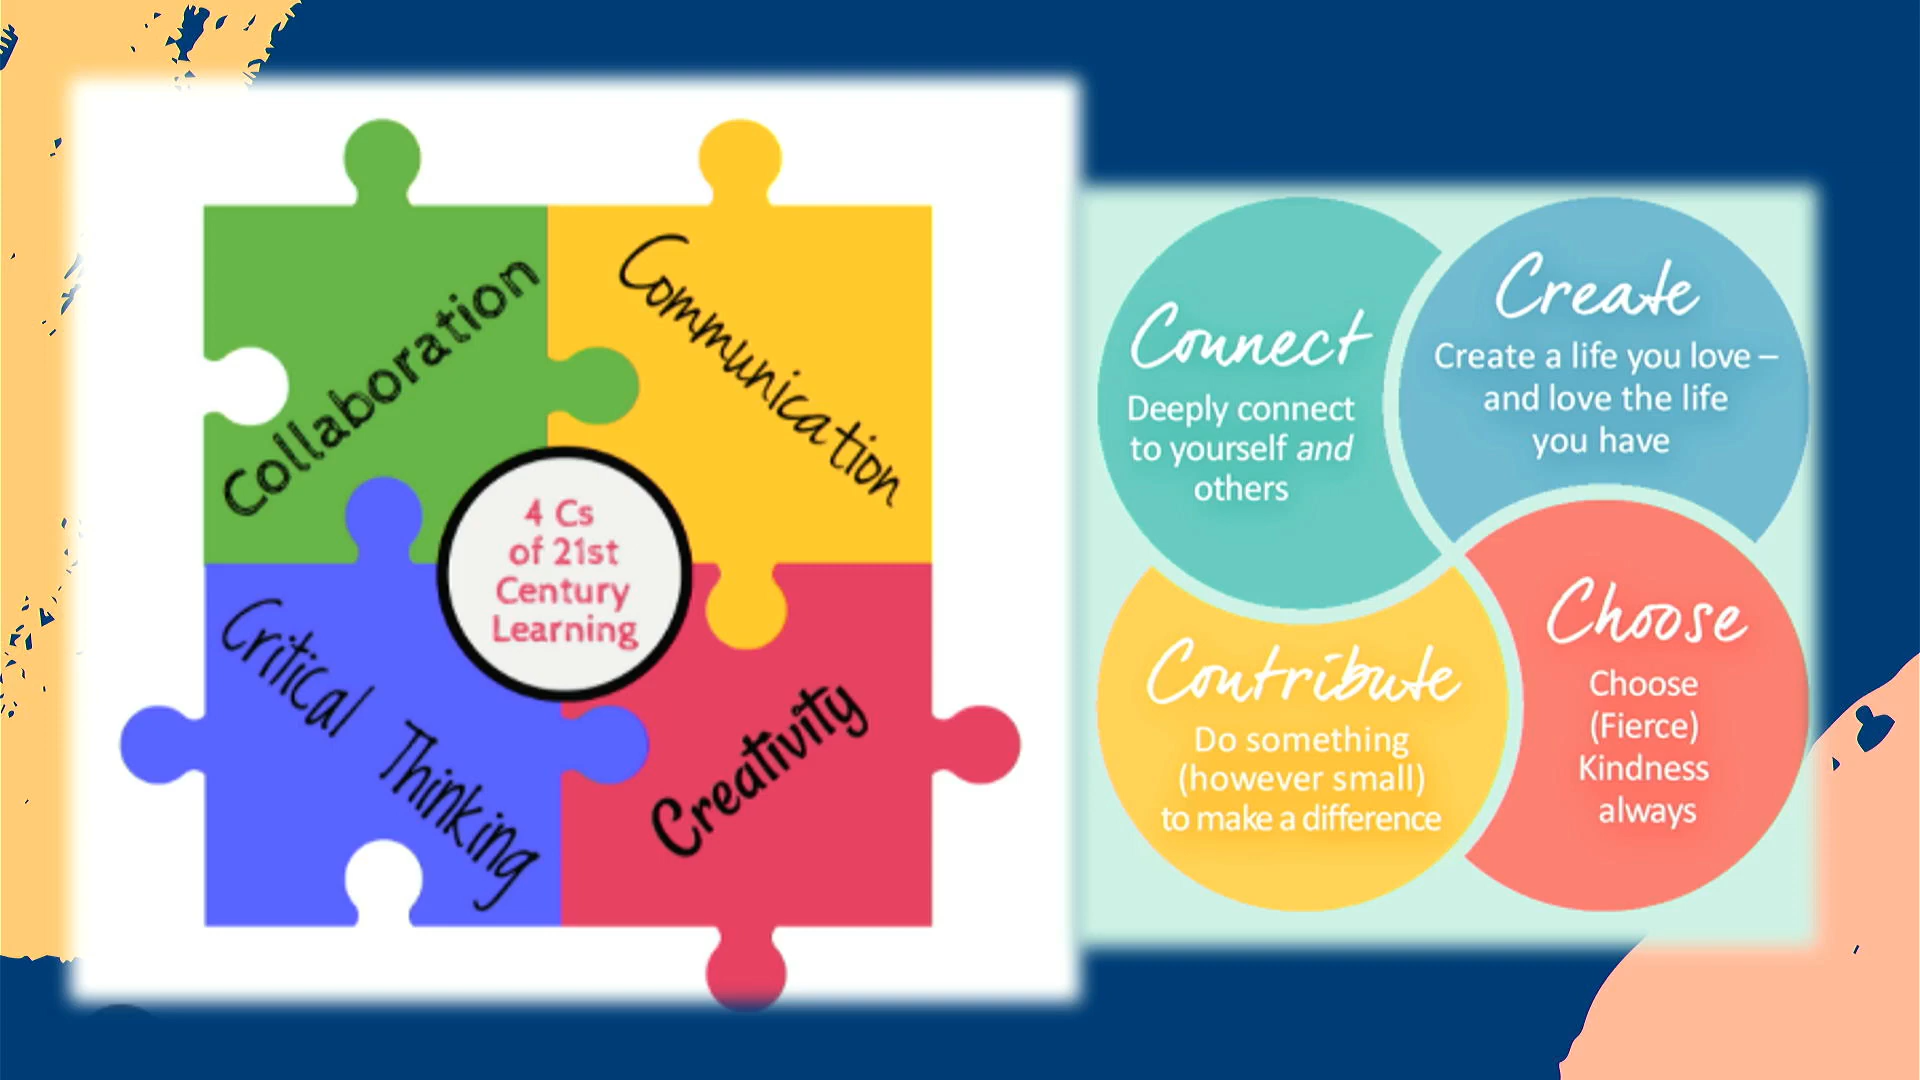 Collaboration
Communication
4 Cs
of 21st
Century
Learning
Critical Thinking
Creativity
Connect
Deeply connect
to yourself and
others
Create
Create a life you love –
and love the life
you have
Contribute
Do something
(however small)
to make a difference
Choose
Choose
(Fierce)
Kindness
always